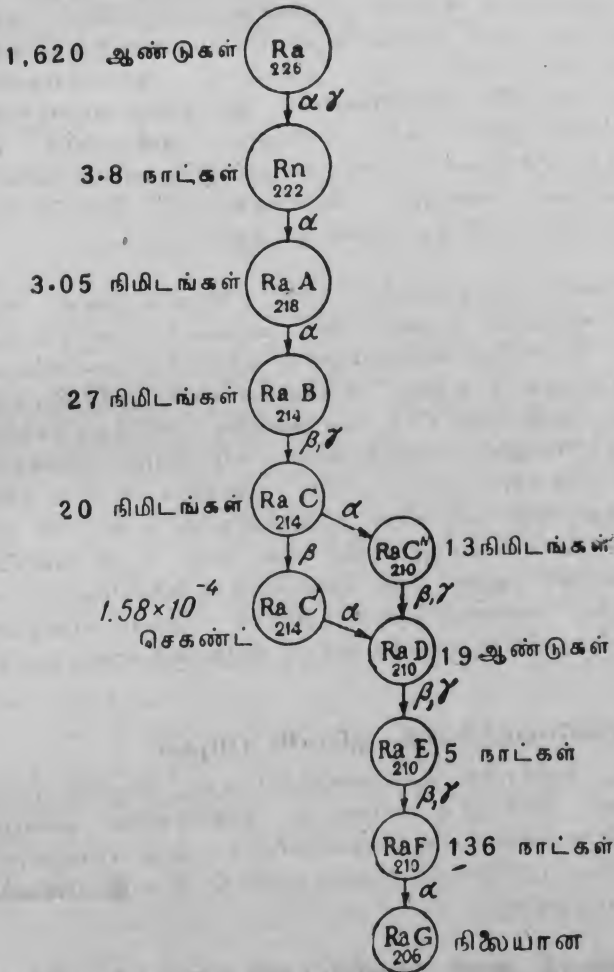 1,620 ஆண்டுகள் Ra
226
α γ
3·8 நாட்கள் Rn
222
α
3·05 நிமிடங்கள் Ra A
218
α
27 நிமிடங்கள் Ra B
214
β,γ
20 நிமிடங்கள் Ra C α
214
RaC" 13 நிமிடங்கள்
210
β
β,γ
1.58×10⁻⁴ Ra C' α
செகண்ட் 214
Ra D 19 ஆண்டுகள்
210
β,γ
Ra E 5 நாட்கள்
210
β,γ
RaF 136 நாட்கள்
210
α
RaG நிலையான
206